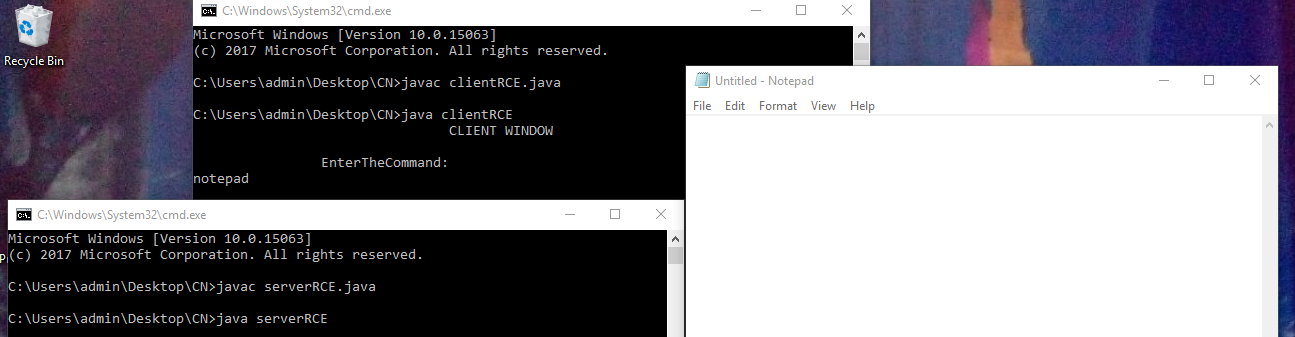 Recycle Bin
C:\Windows\System32\cmd.exe
Microsoft Windows [Version 10.0.15063]
(c) 2017 Microsoft Corporation. All rights reserved.
C:\Users\admin\Desktop\CN>javac clientRCE.java
C:\Users\admin\Desktop\CN>java clientRCE
CLIENT WINDOW
EnterTheCommand:
notepad
Untitled - Notepad
File Edit Format View Help
C:\Windows\System32\cmd.exe
Microsoft Windows [Version 10.0.15063]
(c) 2017 Microsoft Corporation. All rights reserved.
C:\Users\admin\Desktop\CN>javac serverRCE.java
C:\Users\admin\Desktop\CN>java serverRCE